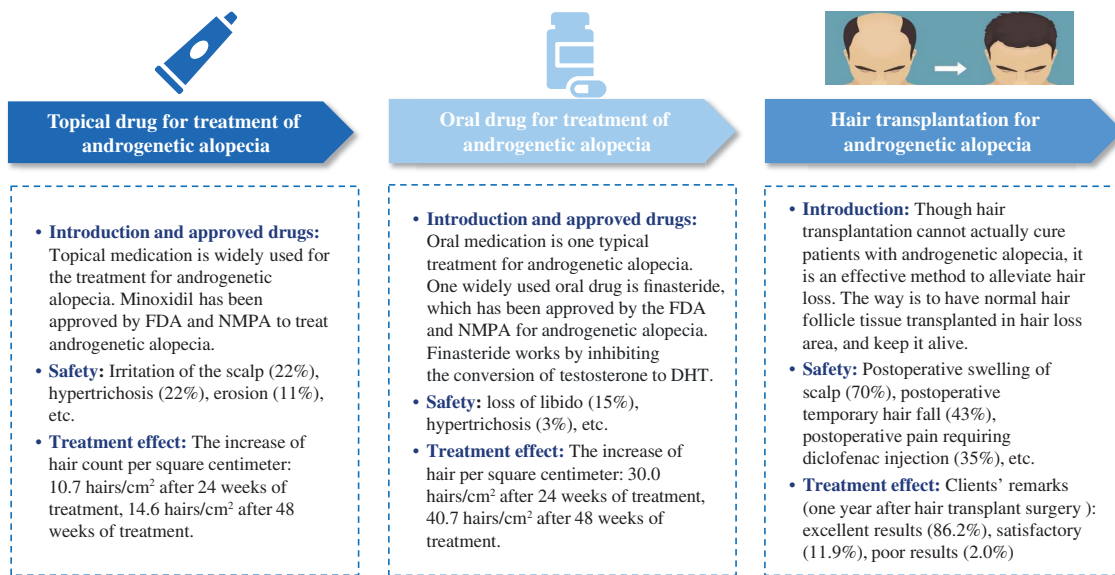 Topical drug for treatment of
androgenetic alopecia
• Introduction and approved drugs:
Topical medication is widely used for
the treatment for androgenetic
alopecia. Minoxidil has been
approved by FDA and NMPA to treat
androgenetic alopecia.
• Safety: Irritation of the scalp (22%),
hypertrichosis (22%), erosion (11%),
etc.
• Treatment effect: The increase of
hair count per square centimeter:
10.7 hairs/cm² after 24 weeks of
treatment, 14.6 hairs/cm² after 48
weeks of treatment.
Oral drug for treatment of
androgenetic alopecia
• Introduction and approved drugs:
Oral medication is one typical
treatment for androgenetic alopecia.
One widely used oral drug is finasteride,
which has been approved by the FDA
and NMPA for androgenetic alopecia.
Finasteride works by inhibiting
the conversion of testosterone to DHT.
• Safety: loss of libido (15%),
hypertrichosis (3%), etc.
• Treatment effect: The increase of
hair per square centimeter: 30.0
hairs/cm² after 24 weeks of treatment,
40.7 hairs/cm² after 48 weeks of
treatment.
Hair transplantation for
androgenetic alopecia
• Introduction: Though hair
transplantation cannot actually cure
patients with androgenetic alopecia, it
is an effective method to alleviate hair
loss. The way is to have normal hair
follicle tissue transplanted in hair loss
area, and keep it alive.
• Safety: Postoperative swelling of
scalp (70%), postoperative
temporary hair fall (43%),
postoperative pain requiring
diclofenac injection (35%), etc.
• Treatment effect: Clients' remarks
(one year after hair transplant surgery ):
excellent results (86.2%), satisfactory
(11.9%), poor results (2.0%)